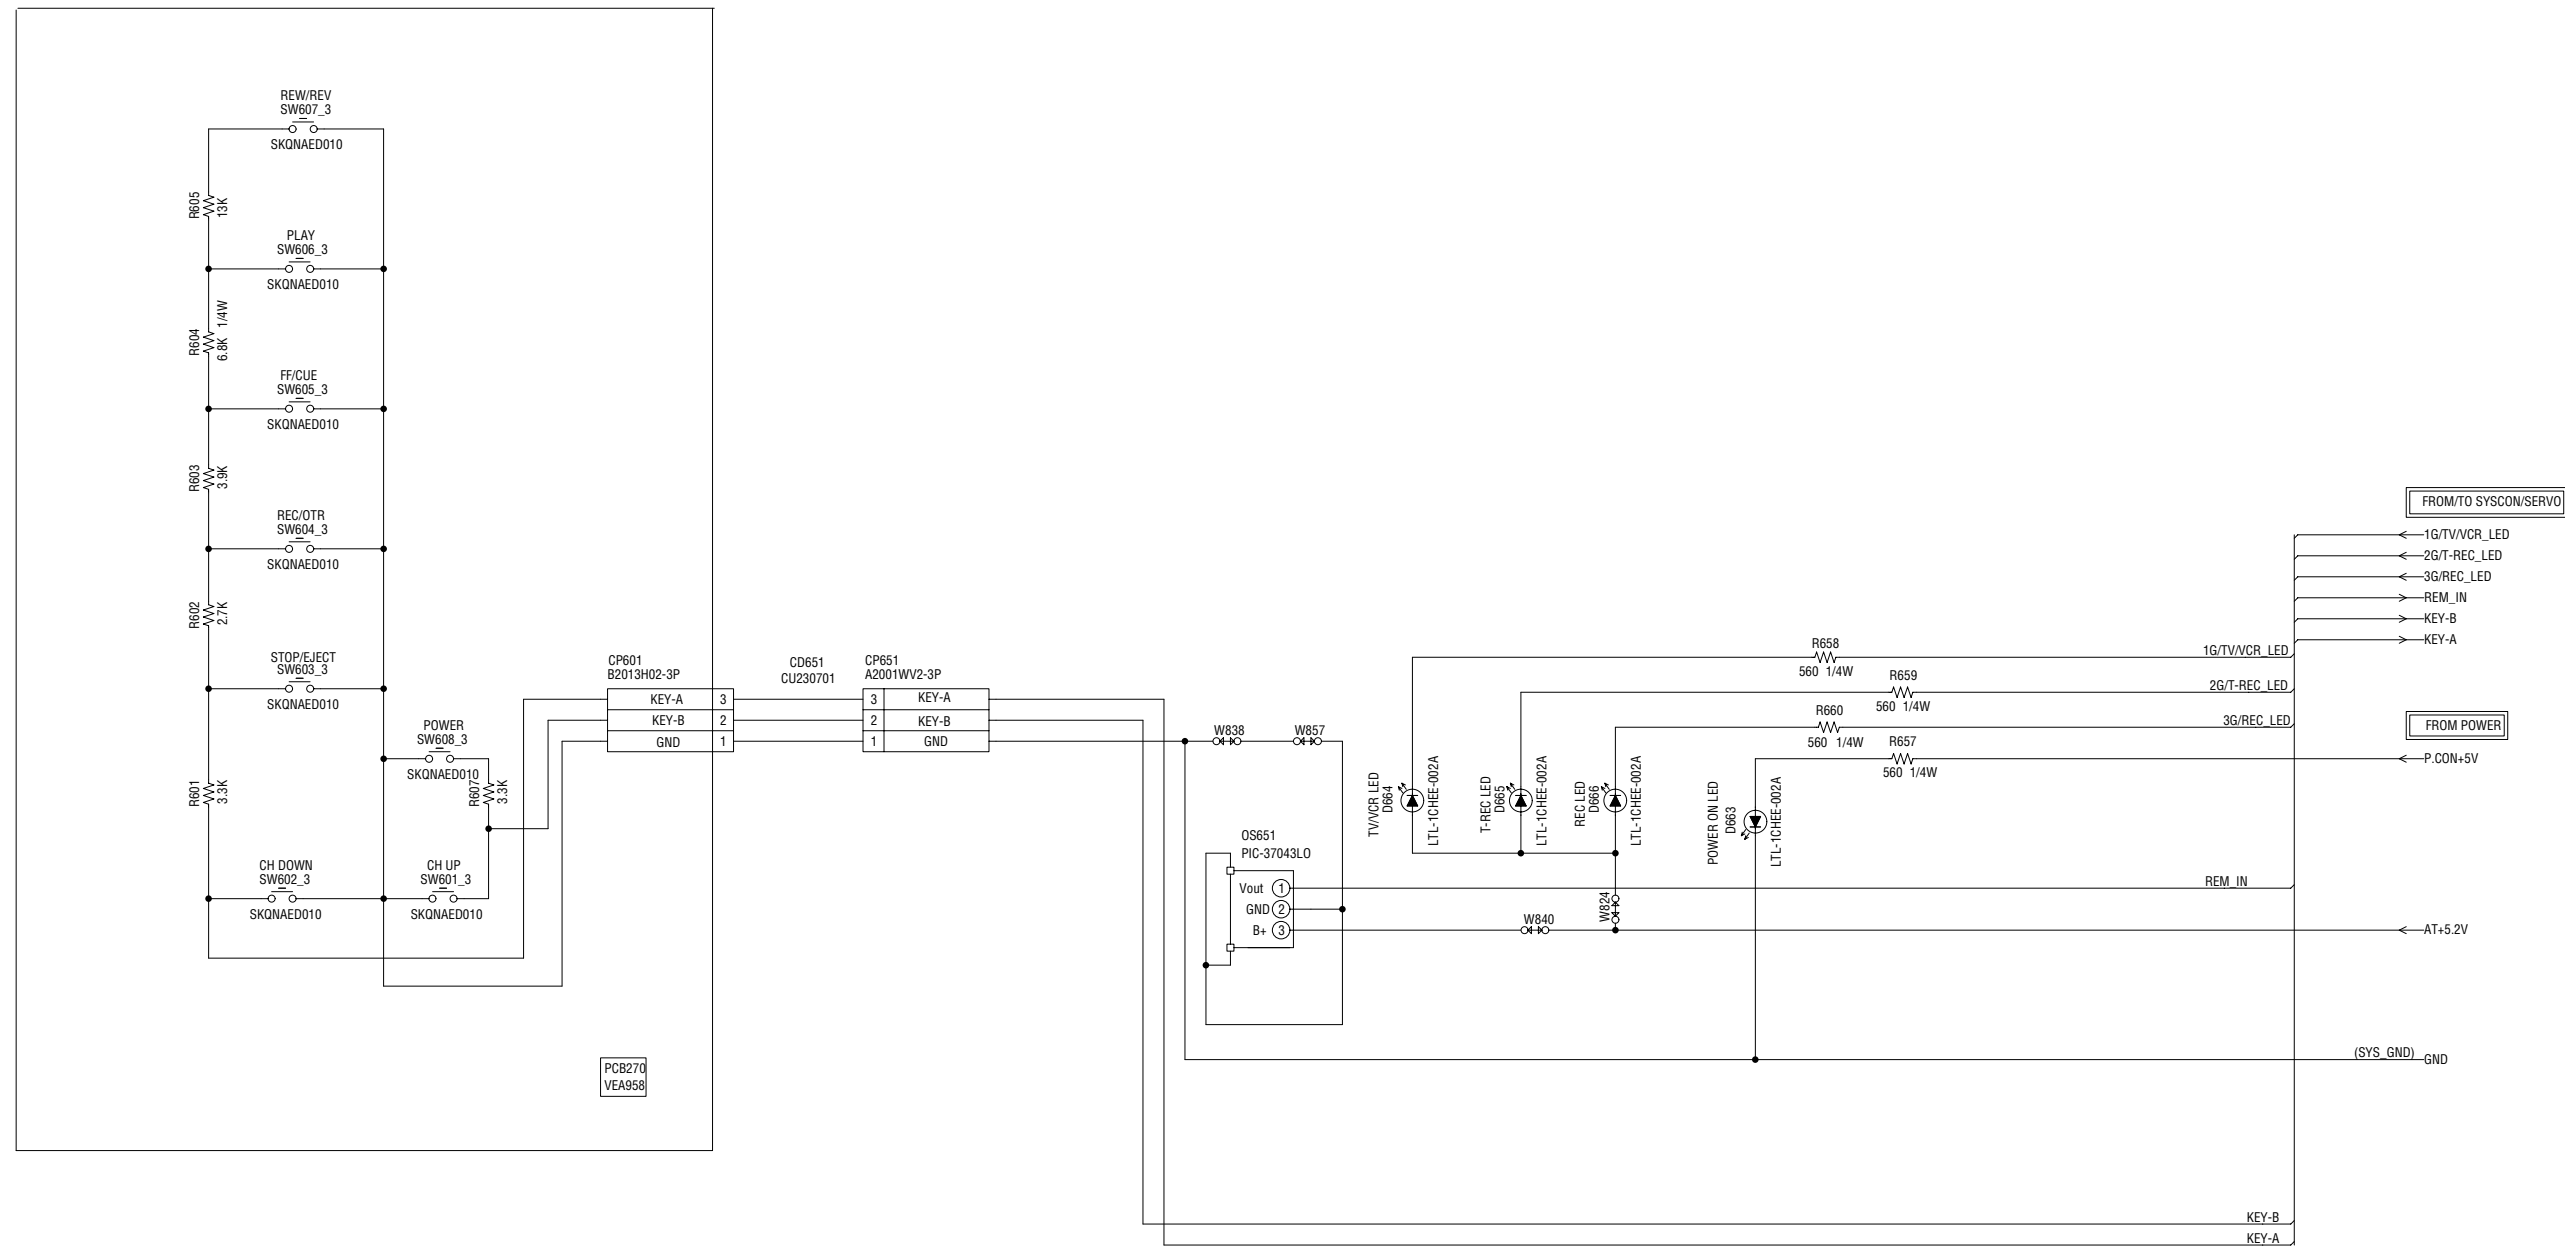 REW/REV
SW607_3
SKQNAED010
R605
13K
PLAY
SW606_3
SKQNAED010
R604
6.8K 1/4W
FF/CUE
SW605_3
SKQNAED010
R603
3.9K
REC/OTR
SW604_3
SKQNAED010
R602
2.7K
STOP/EJECT
SW603_3
SKQNAED010
R601
3.3K
POWER
SW608_3
SKQNAED010
R607
3.3K
CH DOWN
SW602_3
SKQNAED010
CH UP
SW601_3
SKQNAED010
PCB270
VEA958
CP601
B2013H02-3P
KEY-A 3
KEY-B 2
GND 1
CD651
CU230701
CP651
A2001WV2-3P
3 KEY-A
2 KEY-B
1 GND
W838
W857
OS651
PIC-37043LO
Vout 1
GND 2
B+ 3
TV/VCR LED
D664
LTL-1CHEE-002A
T-REC LED
D665
LTL-1CHEE-002A
REC LED
D666
LTL-1CHEE-002A
POWER ON LED
D663
LTL-1CHEE-002A
W840
W824
R658
560 1/4W
R659
560 1/4W
R660
560 1/4W
R657
560 1/4W
1G/TV/VCR_LED
2G/T-REC_LED
3G/REC_LED
REM_IN
(SYS_GND)
KEY-B
KEY-A
FROM/TO SYSCON/SERVO
1G/TV/VCR_LED
2G/T-REC_LED
3G/REC_LED
REM_IN
KEY-B
KEY-A
FROM POWER
P.CON+5V
AT+5.2V
GND